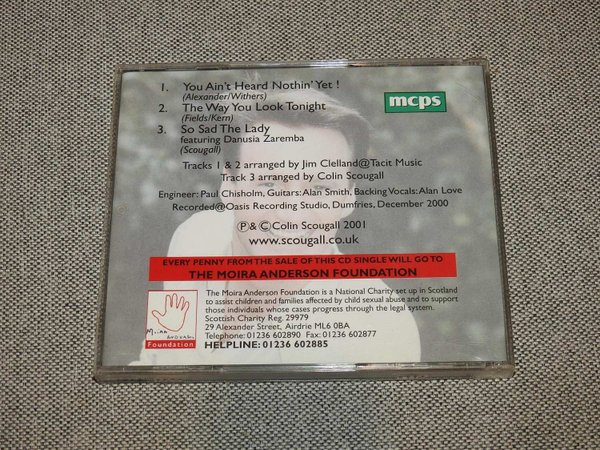 1. You Ain't Heard Nothin' Yet !
(Alexander/Withers)
2. The Way You Look Tonight
(Fields/Kern)
3. So Sad The Lady
featuring Danusia Zaremba
(Scougall)
mcps
Tracks 1 & 2 arranged by Jim Clelland@Tacit Music
Track 3 arranged by Colin Scougall
Engineer: Paul Chisholm, Guitars: Alan Smith, Backing Vocals: Alan Love
Recorded@Oasis Recording Studio, Dumfries, December 2000
℗ & © Colin Scougall 2001
www.scougall.co.uk
EVERY PENNY FROM THE SALE OF THIS CD SINGLE WILL GO TO
THE MOIRA ANDERSON FOUNDATION
The Moira Anderson Foundation is a National Charity set up in Scotland
to assist children and families affected by child sexual abuse and to support
those individuals whose cases progress through the legal system.
Scottish Charity Reg. 29979
29 Alexander Street, Airdrie ML6 0BA
Telephone: 01236 602890 Fax: 01236 602877
HELPLINE: 01236 602885
Moira
Anderson
Foundation